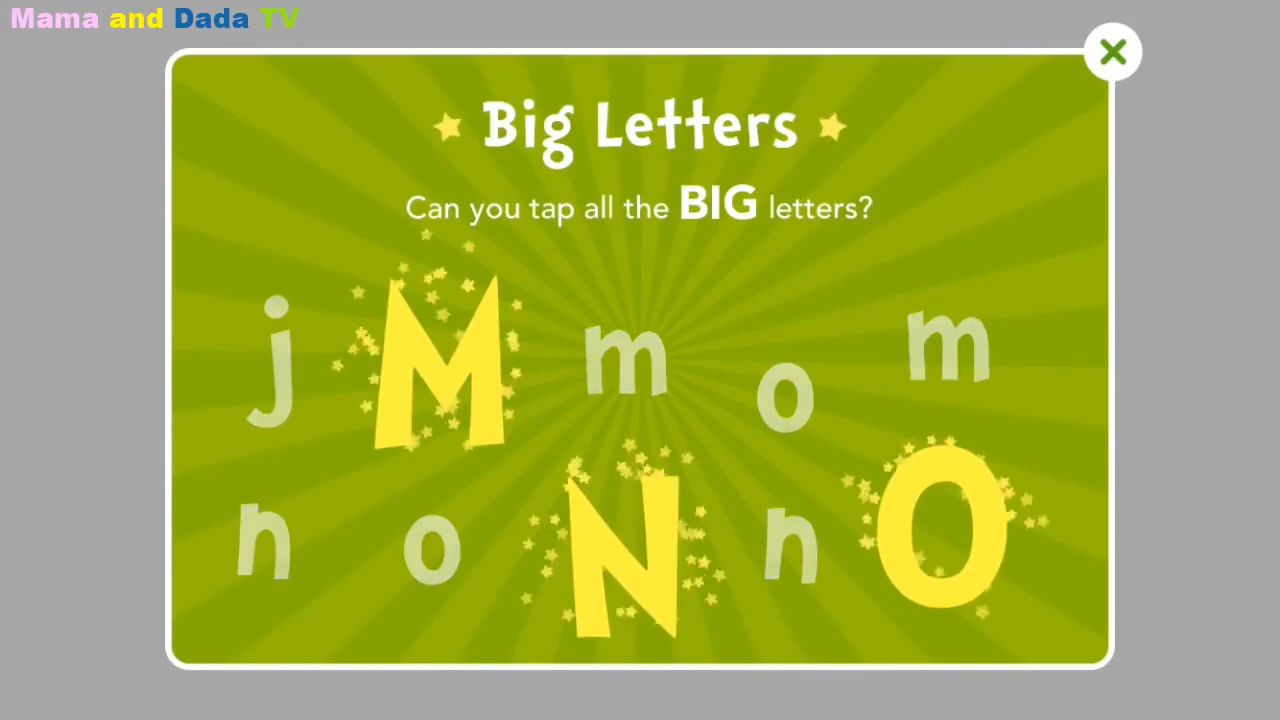 Mama and Dada TV
Big Letters
Can you tap all the BIG letters?
j M m o m
n o N n O